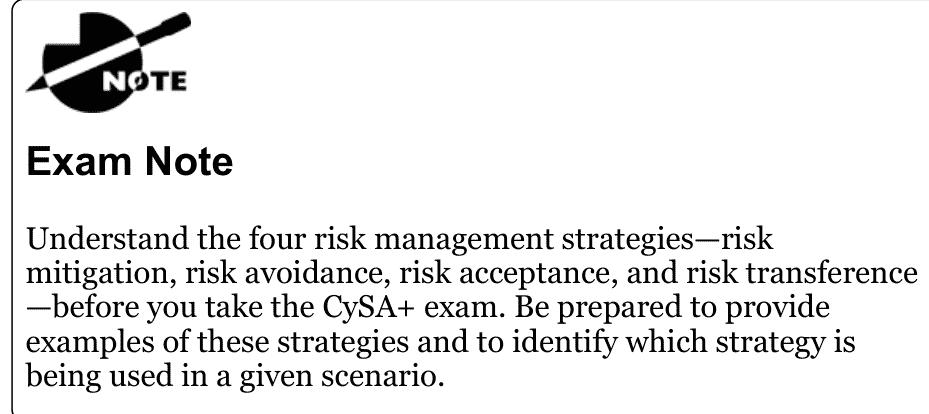 NOTE
Exam Note
Understand the four risk management strategies—risk
mitigation, risk avoidance, risk acceptance, and risk transference
—before you take the CySA+ exam. Be prepared to provide
examples of these strategies and to identify which strategy is
being used in a given scenario.